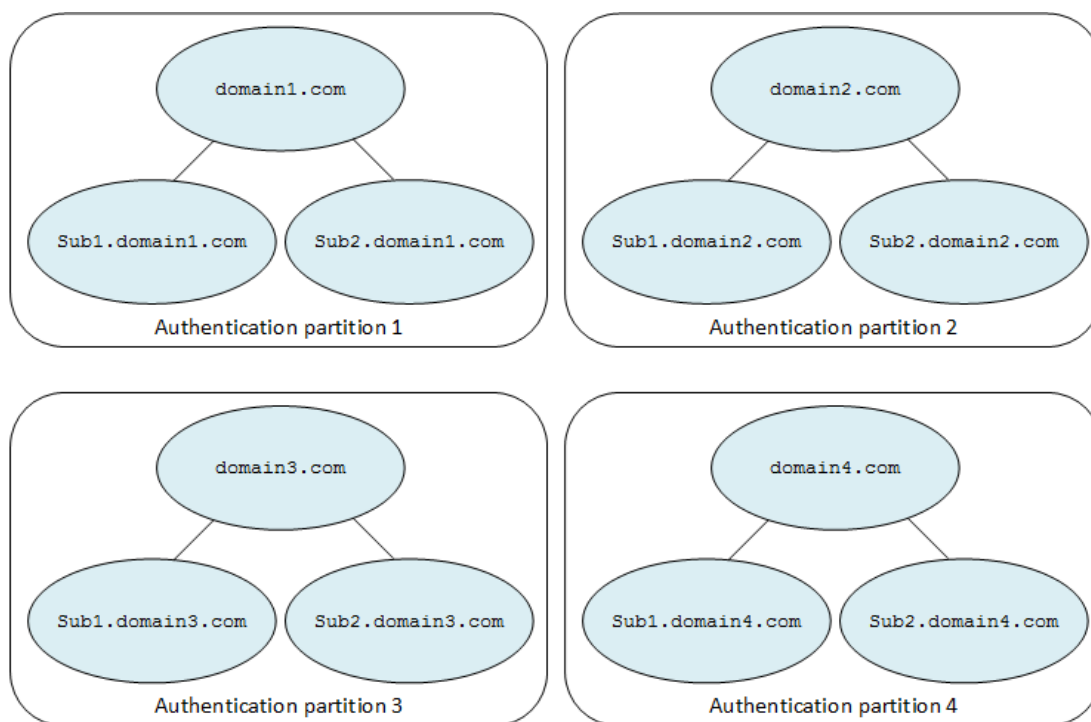 domain1.com
Sub1.domain1.com
Sub2.domain1.com
Authentication partition 1
domain2.com
Sub1.domain2.com
Sub2.domain2.com
Authentication partition 2
domain3.com
Sub1.domain3.com
Sub2.domain3.com
Authentication partition 3
domain4.com
Sub1.domain4.com
Sub2.domain4.com
Authentication partition 4